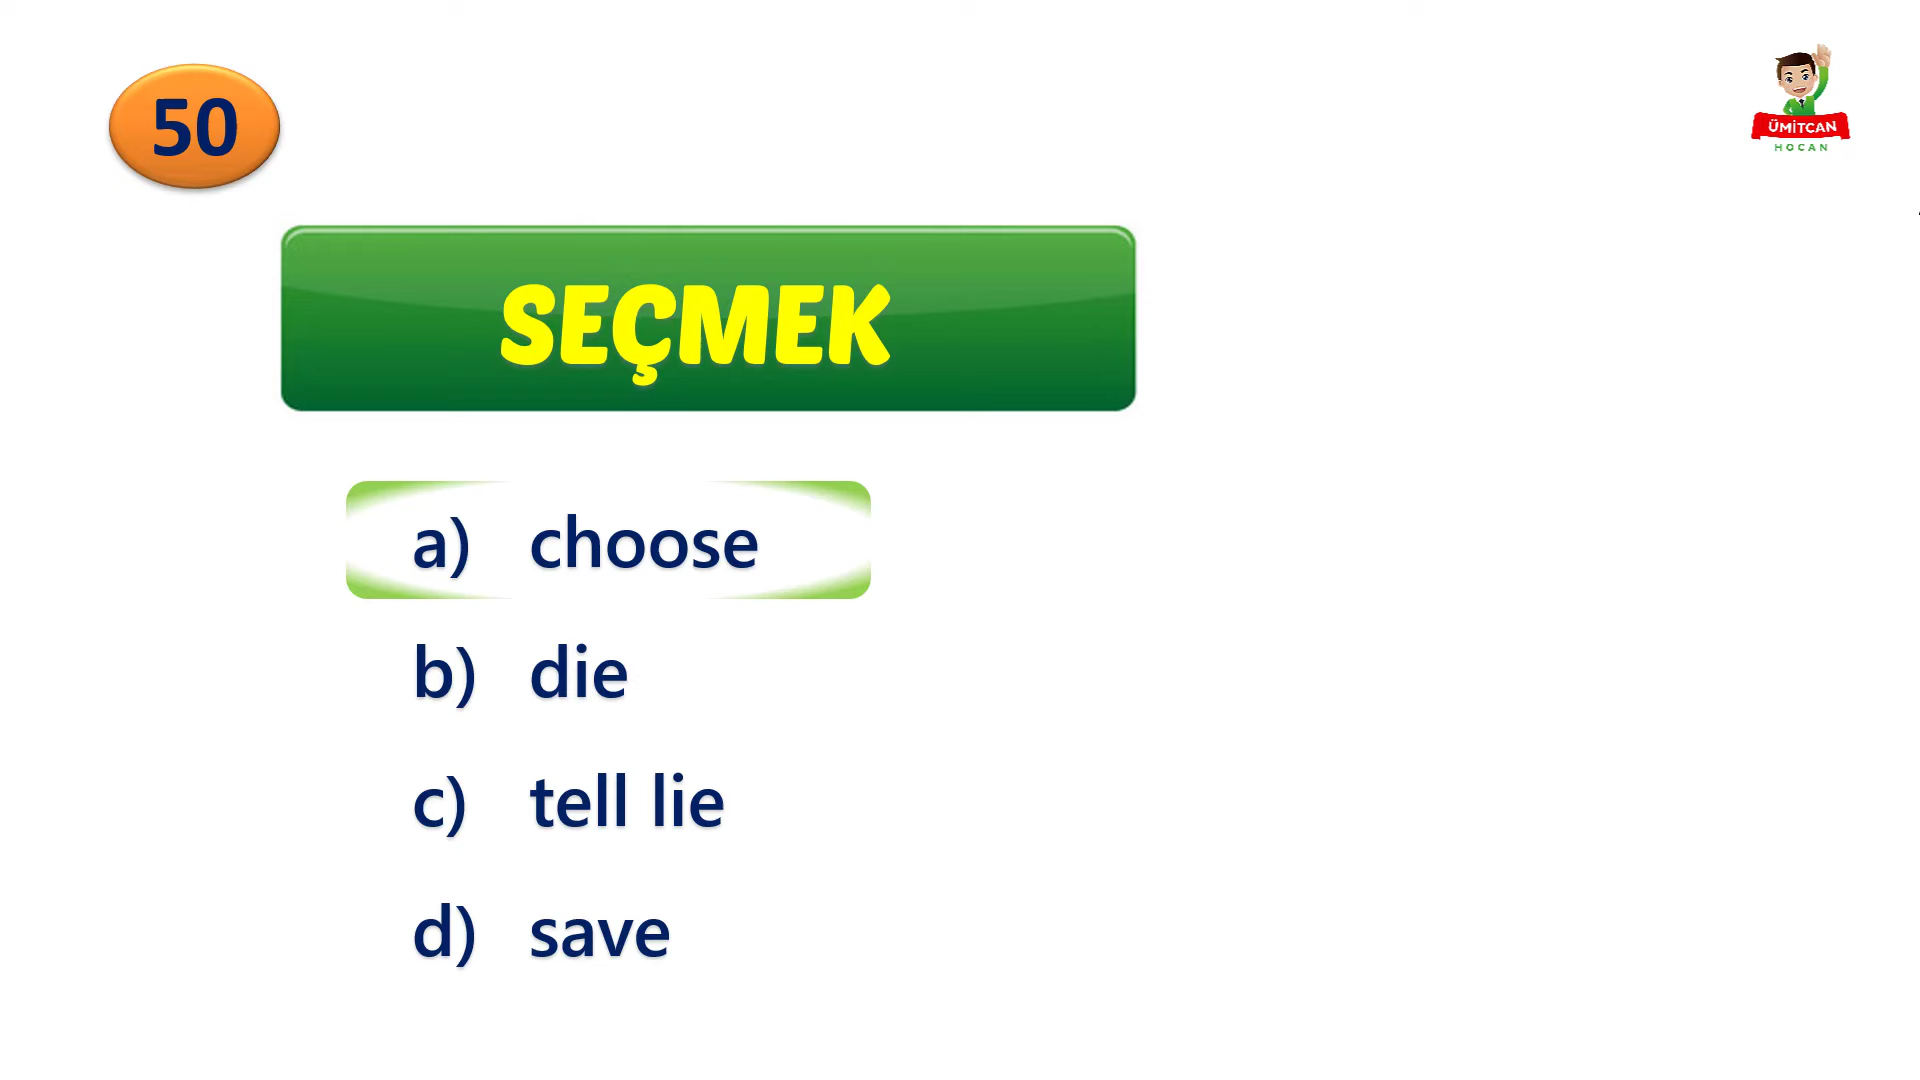 50
ÜMİTCAN
HOCAN
SEÇMEK
a) choose
b) die
c) tell lie
d) save